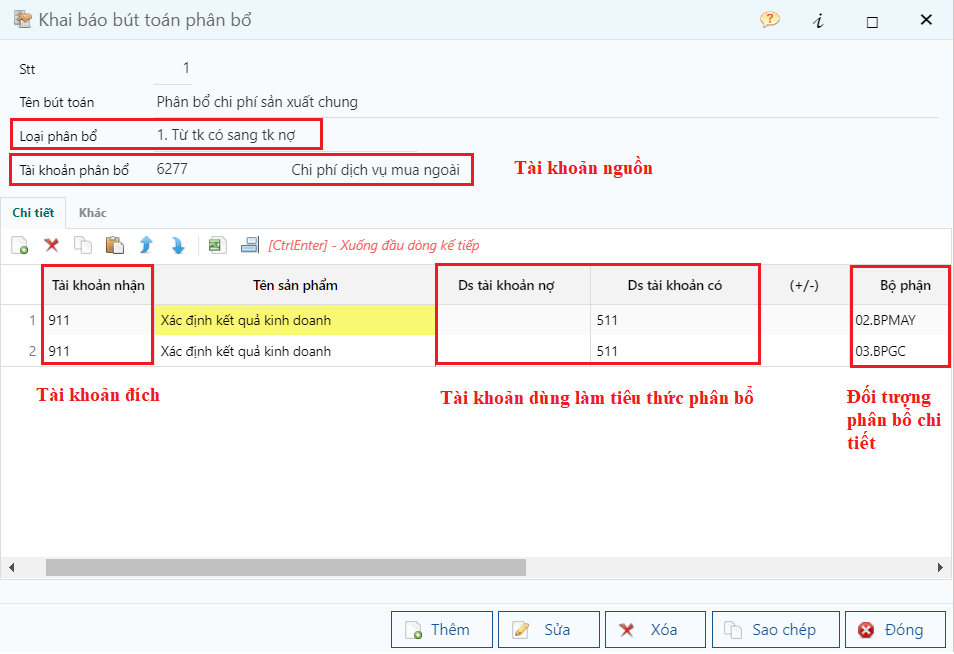 Khai báo bút toán phân bổ
Stt 1
Tên bút toán Phân bổ chi phí sản xuất chung
Loại phân bổ 1. Từ tk có sang tk nợ
Tài khoản phân bổ 6277 Chi phí dịch vụ mua ngoài Tài khoản nguồn
Chi tiết Khác
[CtrlEnter] - Xuống đầu dòng kế tiếp
Tài khoản nhận Tên sản phẩm Ds tài khoản nợ Ds tài khoản có (+/-) Bộ phận
1 911 Xác định kết quả kinh doanh 511 02.BPMAY
2 911 Xác định kết quả kinh doanh 511 03.BPGC
Tài khoản đích Tài khoản dùng làm tiêu thức phân bổ Đối tượng
phân bổ chi
tiết
Thêm Sửa Xóa Sao chép Đóng